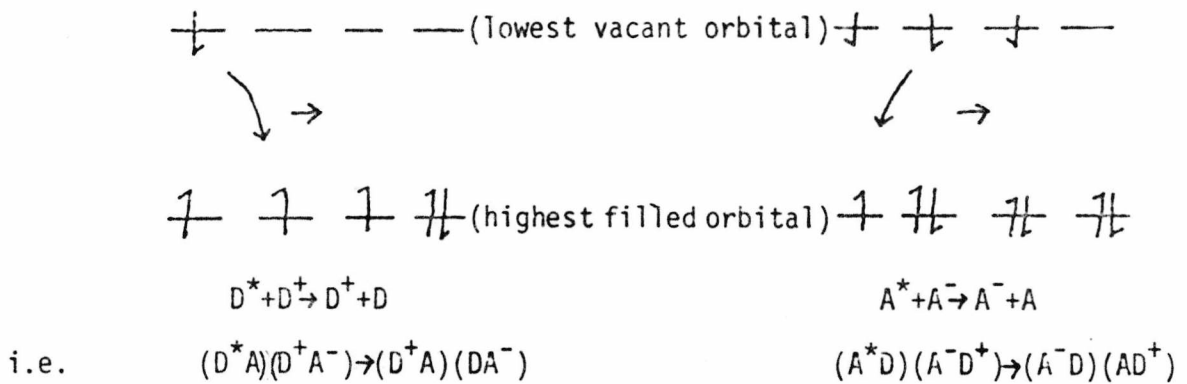 (lowest vacant orbital)
→ →
(highest filled orbital)
D*+D⁺→D⁺+D A*+A⁻→A⁻+A
i.e. (D*A)(D⁺A⁻)→(D⁺A)(DA⁻) (A*D)(A⁻D⁺)→(A⁻D)(AD⁺)